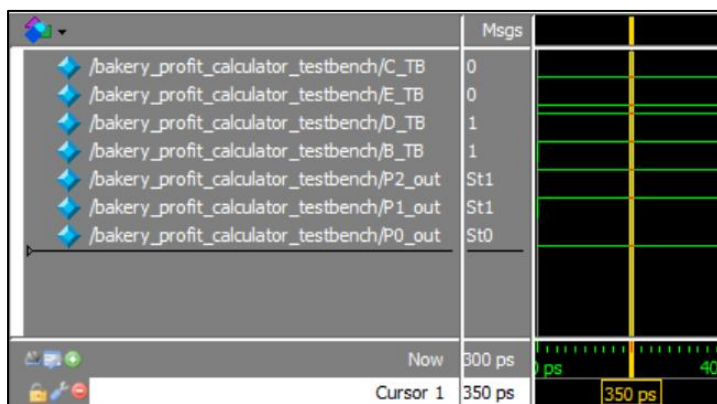 Msgs
/bakery_profit_calculator_testbench/C_TB 0
/bakery_profit_calculator_testbench/E_TB 0
/bakery_profit_calculator_testbench/D_TB 1
/bakery_profit_calculator_testbench/B_TB 1
/bakery_profit_calculator_testbench/P2_out St1
/bakery_profit_calculator_testbench/P1_out St1
/bakery_profit_calculator_testbench/P0_out St0
Now 300 ps ps 40
Cursor 1 350 ps 350 ps